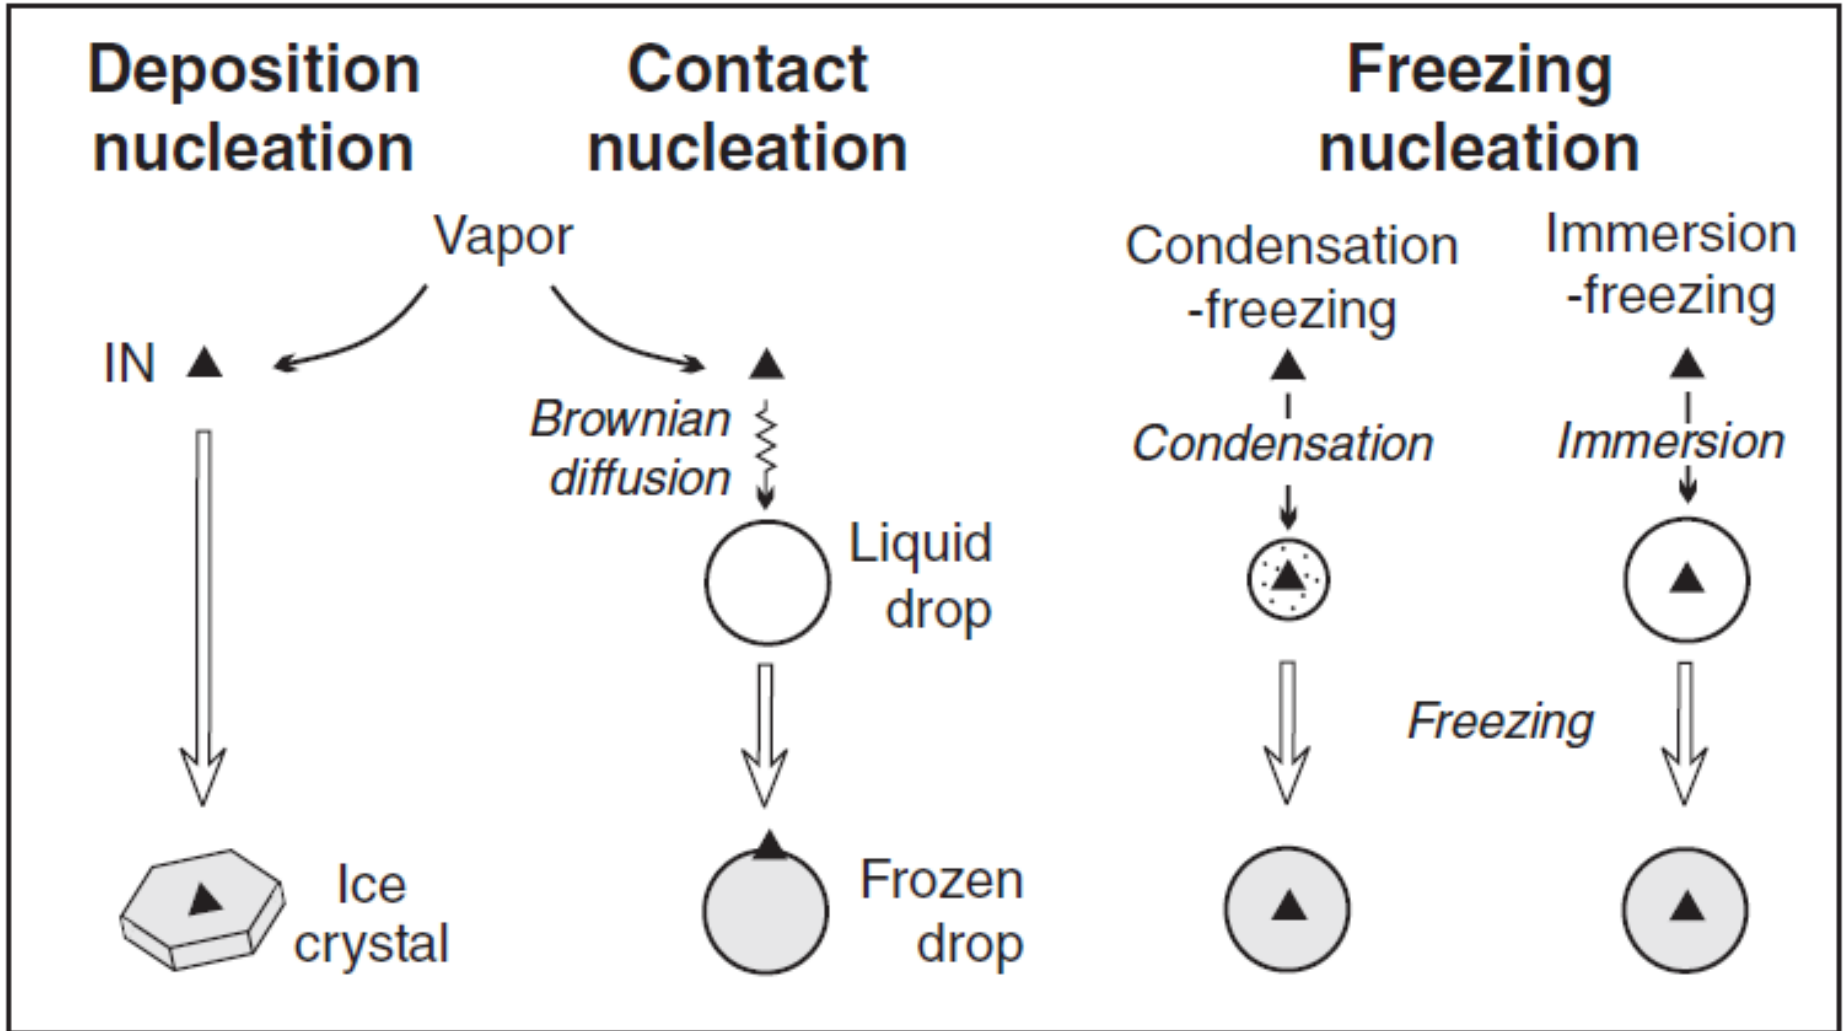 Deposition
nucleation
Contact
nucleation
Freezing
nucleation
Vapor
Condensation
-freezing
Immersion
-freezing
IN
Brownian
diffusion
Condensation
Immersion
Liquid
drop
Freezing
Ice
crystal
Frozen
drop